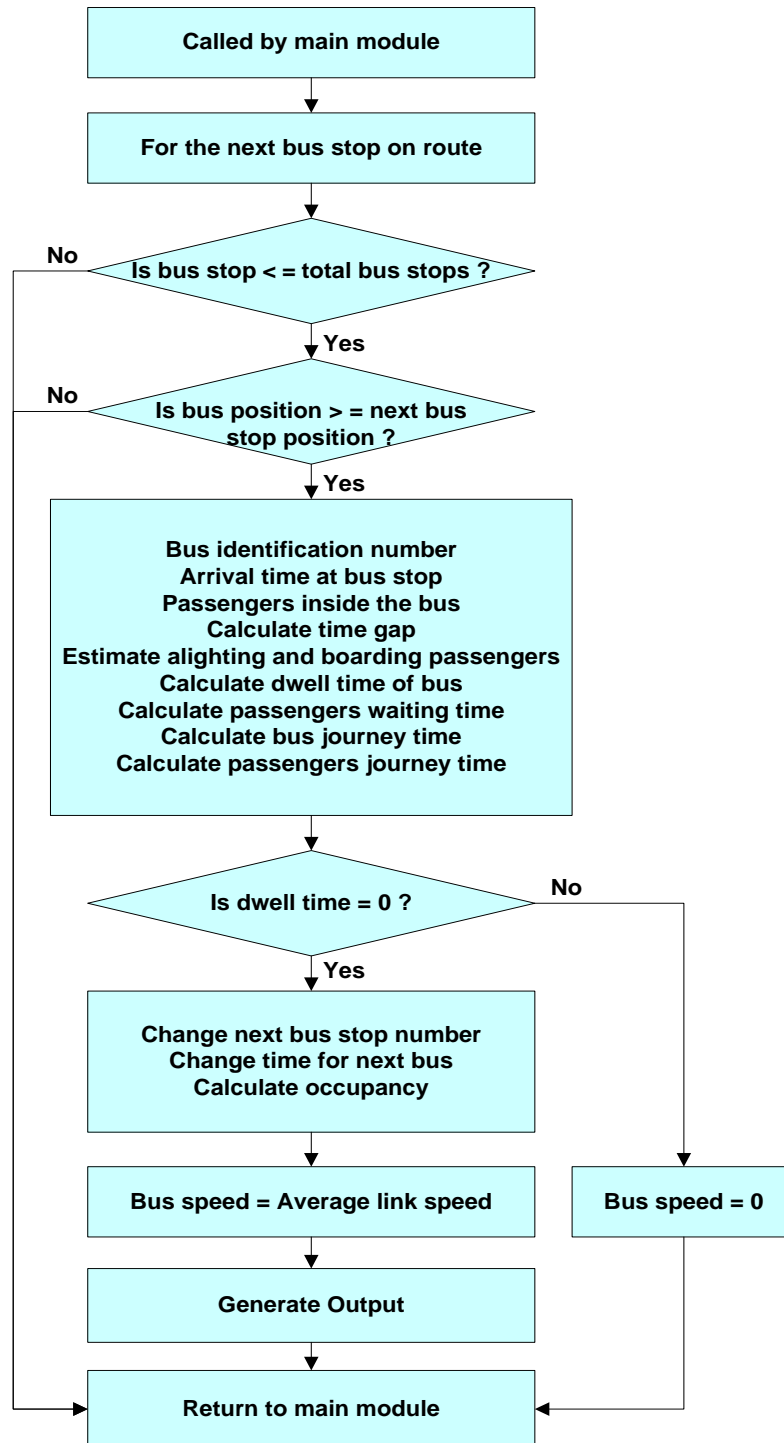 Called by main module
For the next bus stop on route
No
Is bus stop < = total bus stops ?
Yes
No
Is bus position > = next bus
stop position ?
Yes
Bus identification number
Arrival time at bus stop
Passengers inside the bus
Calculate time gap
Estimate alighting and boarding passengers
Calculate dwell time of bus
Calculate passengers waiting time
Calculate bus journey time
Calculate passengers journey time
No
Is dwell time = 0 ?
Yes
Change next bus stop number
Change time for next bus
Calculate occupancy
Bus speed = Average link speed
Bus speed = 0
Generate Output
Return to main module